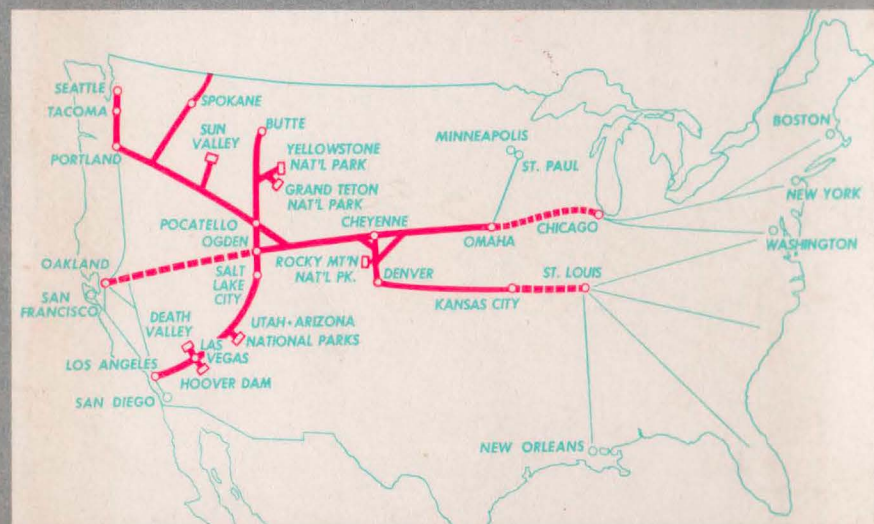 SEATTLE
TACOMA
SPOKANE
BUTTE
SUN
VALLEY
PORTLAND
YELLOWSTONE
NAT'L PARK
GRAND TETON
NAT'L PARK
MINNEAPOLIS
ST. PAUL
BOSTON
NEW YORK
POCATELLO
OGDEN
CHEYENNE
OMAHA
CHICAGO
WASHINGTON
OAKLAND
SAN
FRANCISCO
SALT
LAKE
CITY
ROCKY MT'N
NAT'L PK.
DENVER
KANSAS CITY
ST. LOUIS
DEATH
VALLEY
LAS
VEGAS
UTAH • ARIZONA
NATIONAL PARKS
LOS ANGELES
HOOVER DAM
SAN DIEGO
NEW ORLEANS